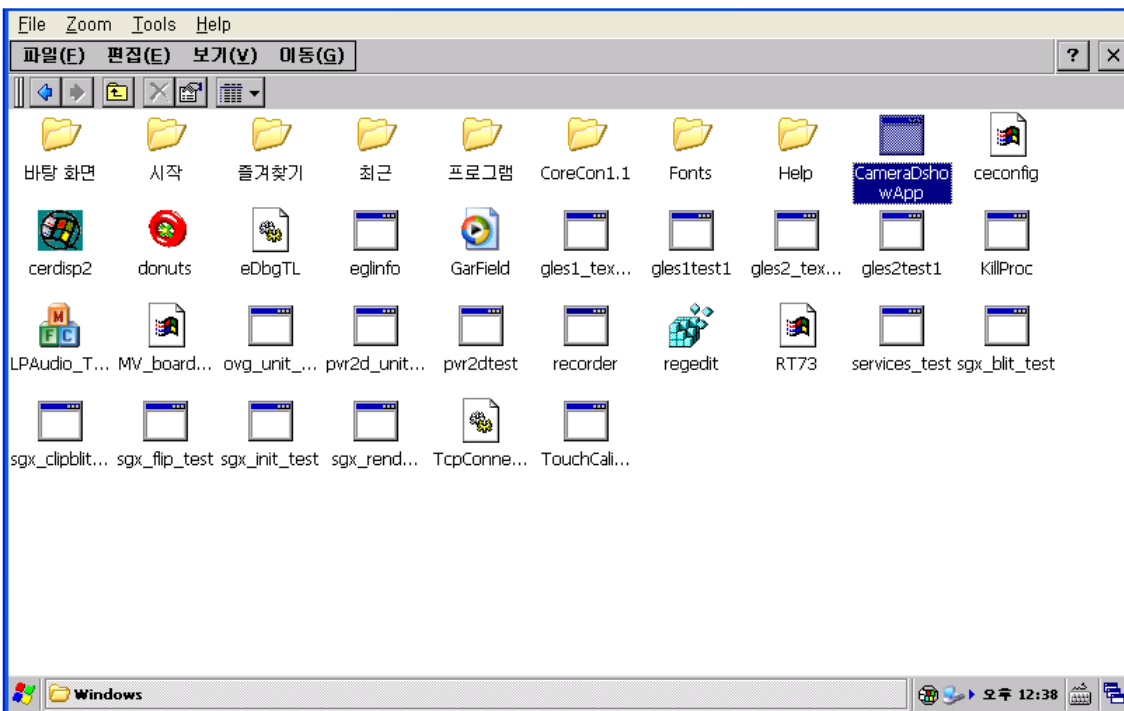 File Zoom Tools Help
파일(F) 편집(E) 보기(V) 이동(G) ? ×
바탕 화면 시작 즐겨찾기 최근 프로그램 CoreCon1.1 Fonts Help CameraDsho ceconfig
wApp
cerdisp2 donuts eDbgTL eglinfo GarField gles1_tex... gles1test1 gles2_tex... gles2test1 KillProc
LPAudio_T... MV_board... ovg_unit_... pvr2d_unit... pvr2dtest recorder regedit RT73 services_test sgx_blit_test
sgx_clipblit... sgx_flip_test sgx_init_test sgx_rend... TcpConne... TouchCali...
Windows 오후 12:38